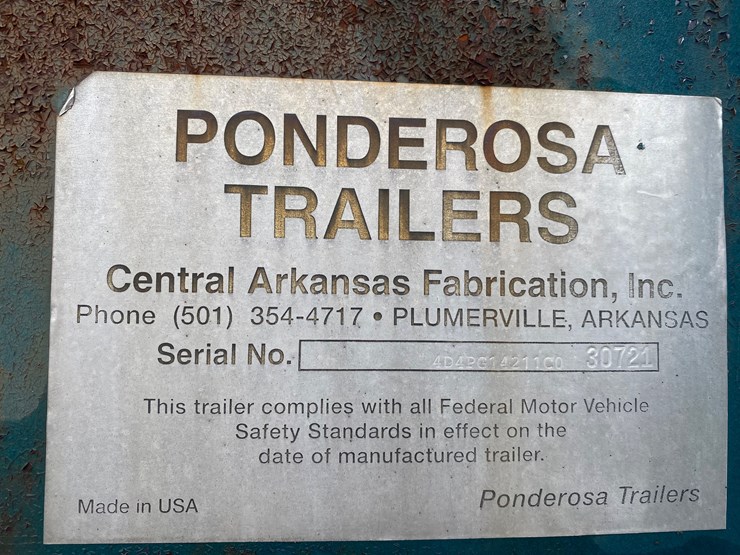 PONDEROSA
TRAILERS
Central Arkansas Fabrication, Inc.
Phone (501) 354-4717 • PLUMERVILLE, ARKANSAS
Serial No. 30721
This trailer complies with all Federal Motor Vehicle
Safety Standards in effect on the
date of manufactured trailer.
Made in USA
Ponderosa Trailers